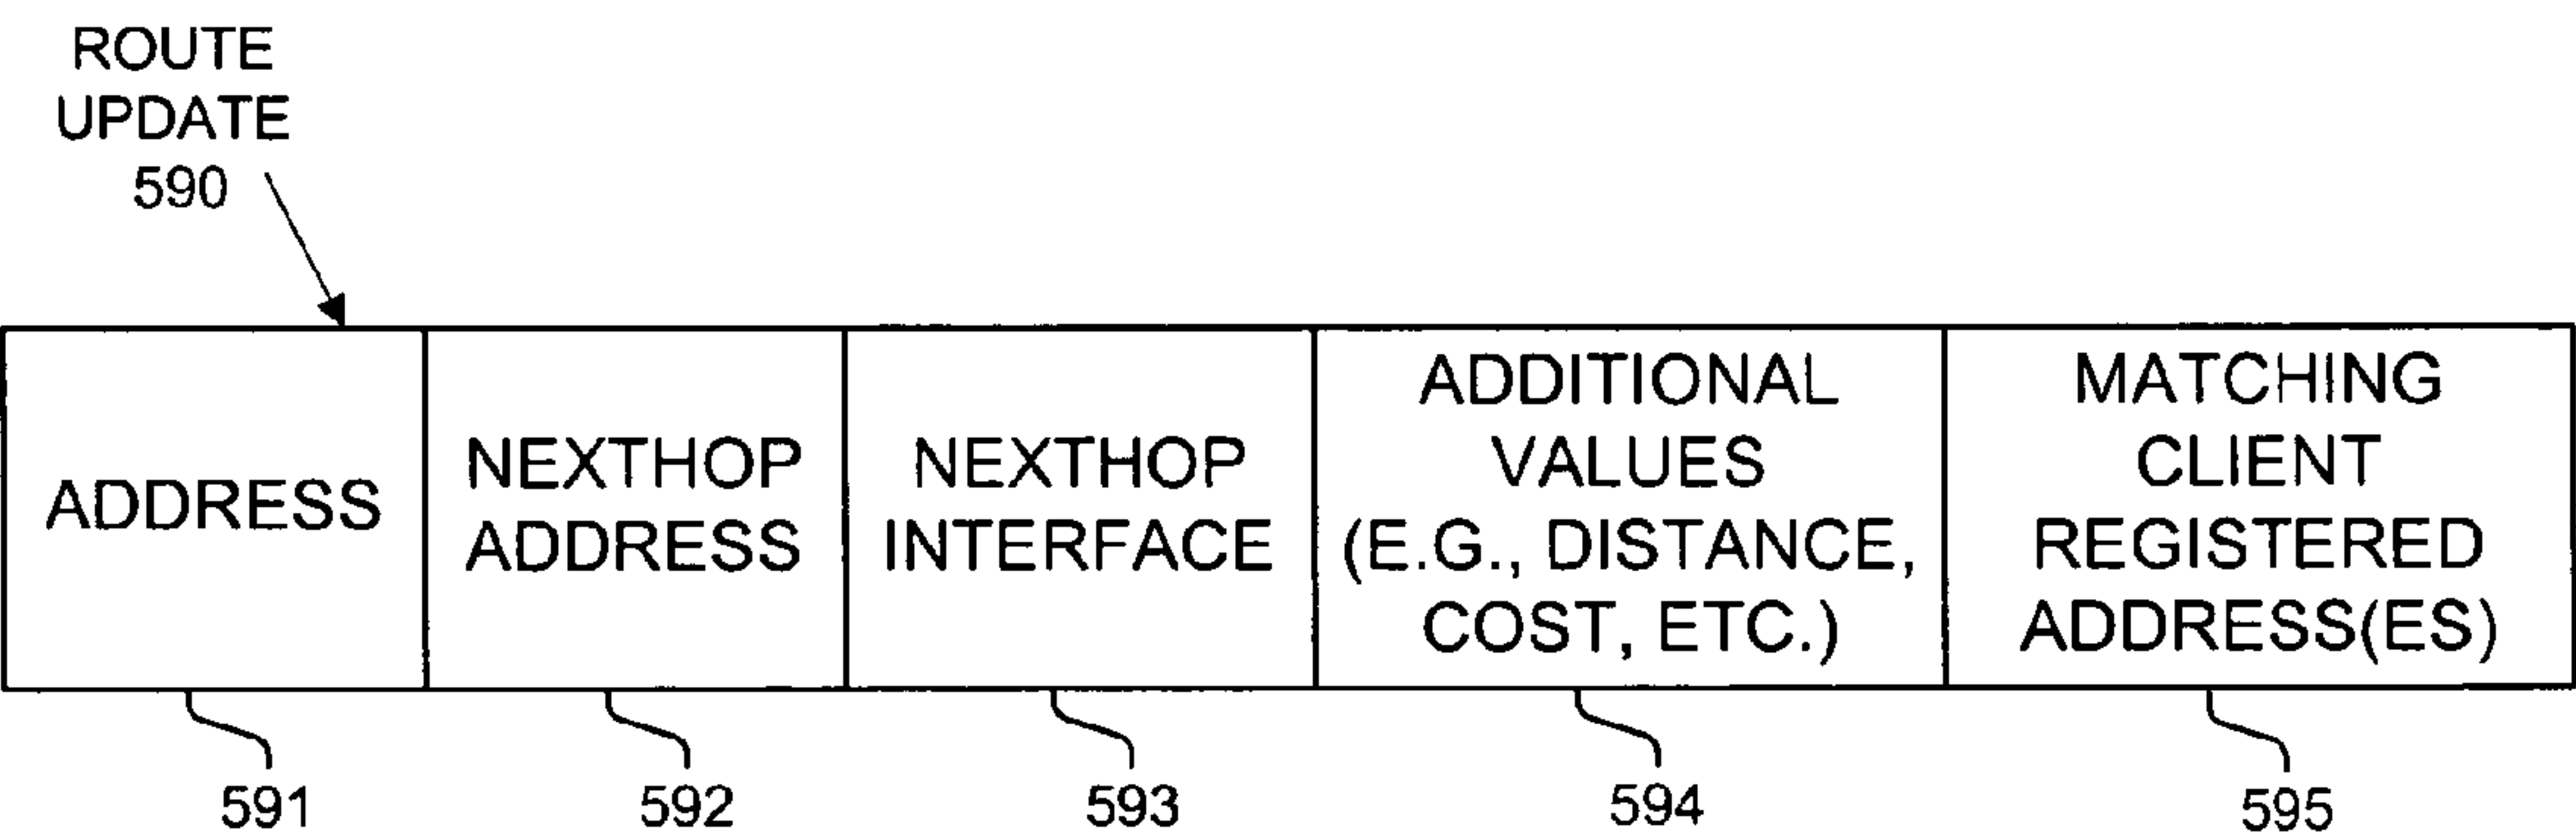 ROUTE
UPDATE
590
ADDRESS
NEXTHOP
ADDRESS
NEXTHOP
INTERFACE
ADDITIONAL
VALUES
(E.G., DISTANCE,
COST, ETC.)
MATCHING
CLIENT
REGISTERED
ADDRESS(ES)
591
592
593
594
595